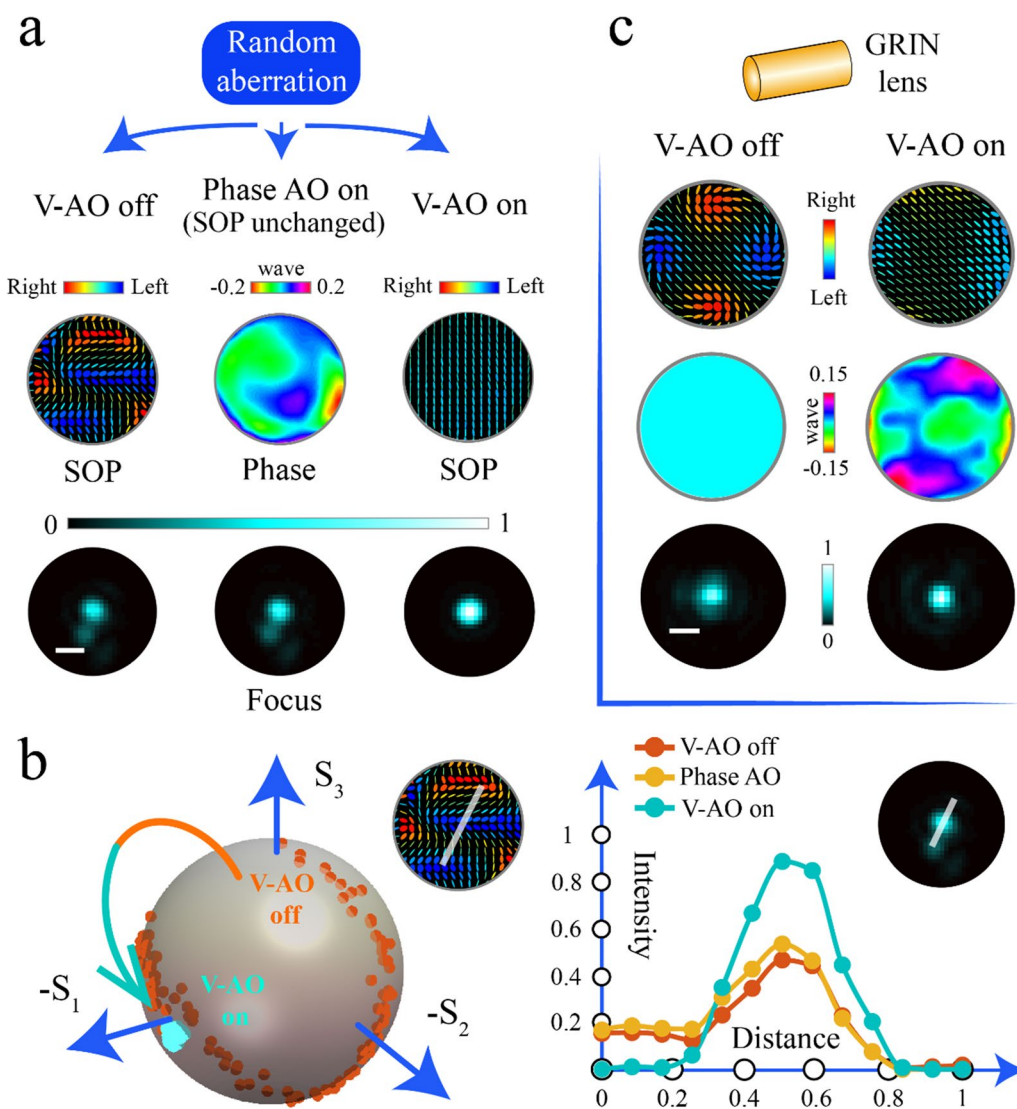 a
Random
aberration
V-AO off
Phase AO on
(SOP unchanged)
V-AO on
Right
Left
wave
-0.2
0.2
Right
Left
SOP
Phase
SOP
0
1
Focus
c
GRIN
lens
V-AO off
V-AO on
Right
Left
0.15
wave
-0.15
1
0
b
S3
V-AO
off
V-AO
on
-S1
-S2
V-AO off
Phase AO
V-AO on
1
0.8
0.6
0.4
0.2
Intensity
Distance
0
0.2
0.4
0.6
0.8
1